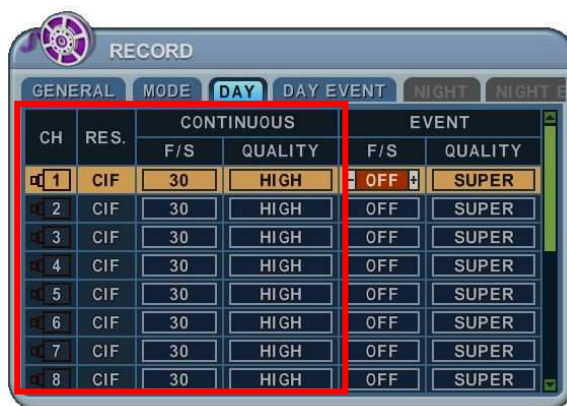 RECORD
GENERAL MODE DAY DAY EVENT NIGHT NIGHT E
CH RES. CONTINUOUS EVENT
F/S QUALITY F/S QUALITY
1 CIF 30 HIGH - OFF + SUPER
2 CIF 30 HIGH OFF SUPER
3 CIF 30 HIGH OFF SUPER
4 CIF 30 HIGH OFF SUPER
5 CIF 30 HIGH OFF SUPER
6 CIF 30 HIGH OFF SUPER
7 CIF 30 HIGH OFF SUPER
8 CIF 30 HIGH OFF SUPER